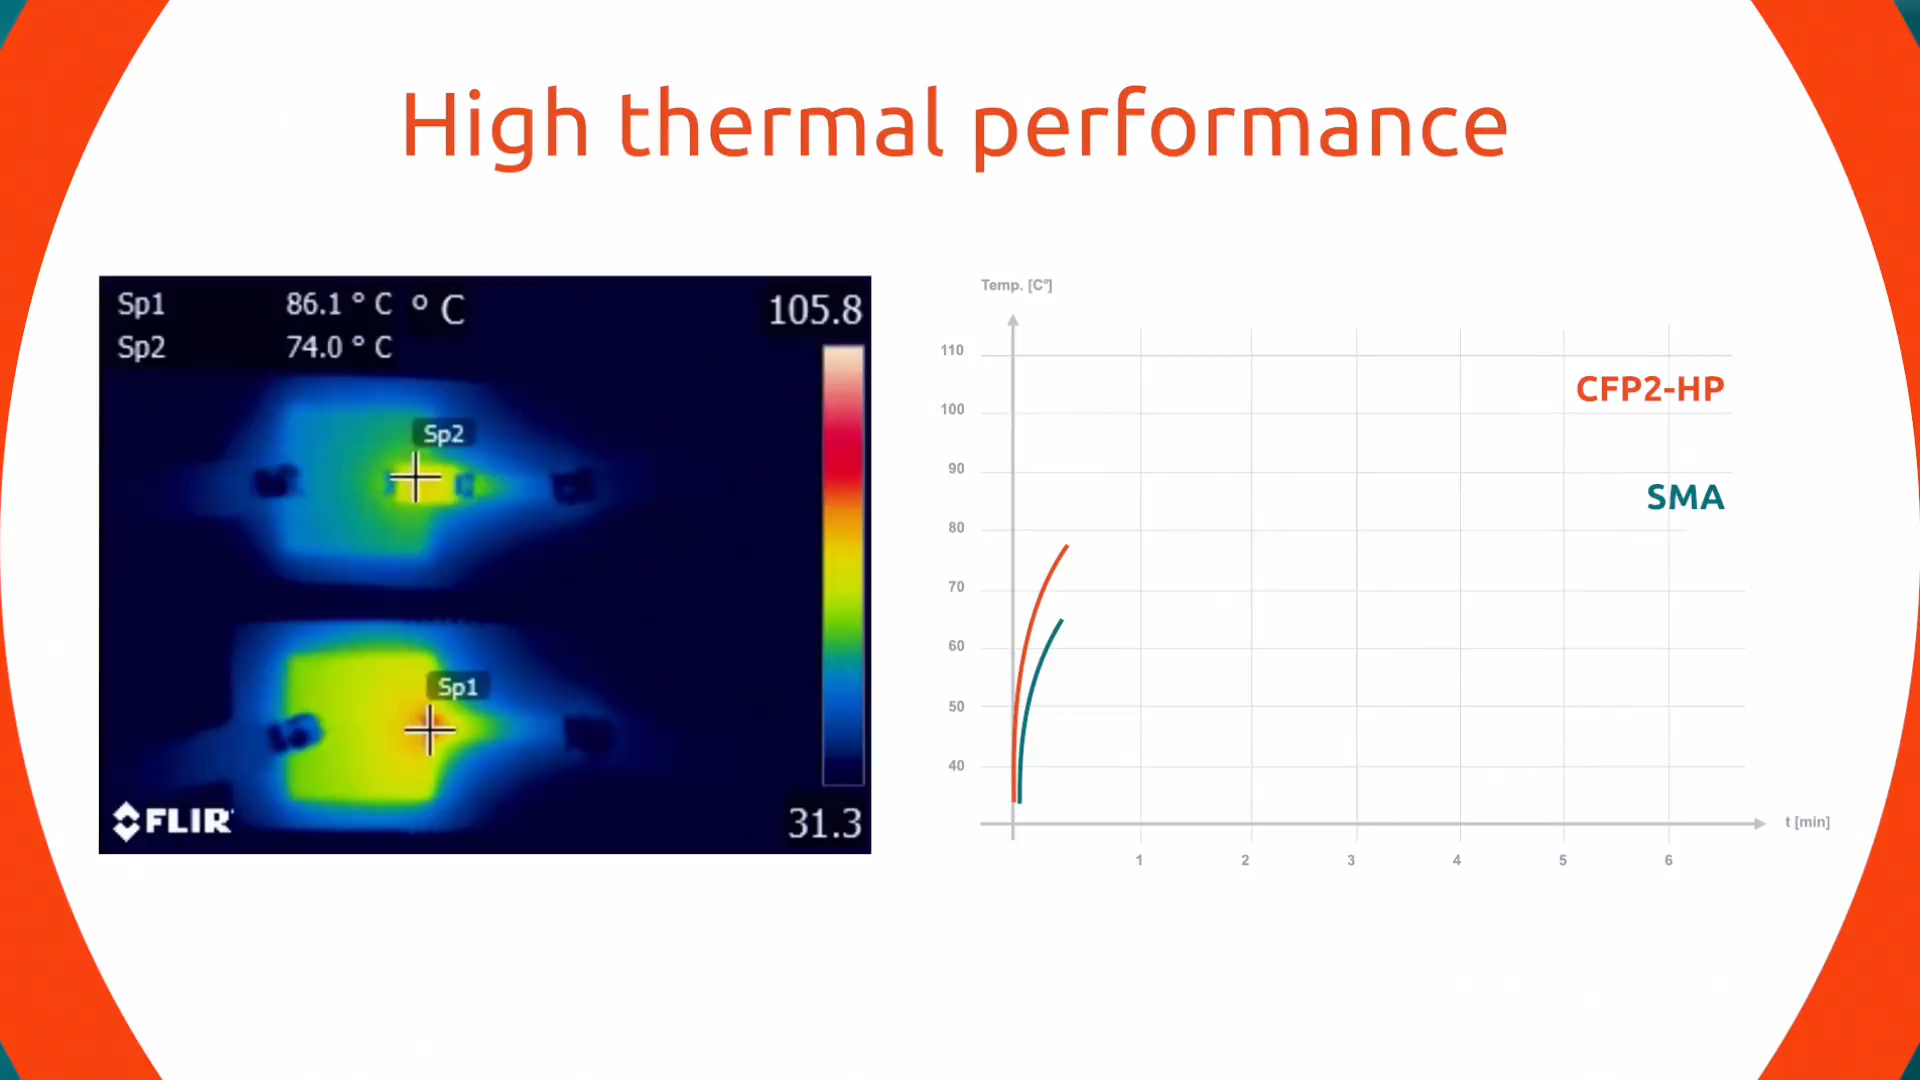 High thermal performance
Sp1 86.1 ° C ° C 105.8
Sp2 74.0 ° C
Sp2
Sp1
FLIR
31.3
Temp. [C°]
110
100
90
80
70
60
50
40
CFP2-HP
SMA
t [min]
1 2 3 4 5 6